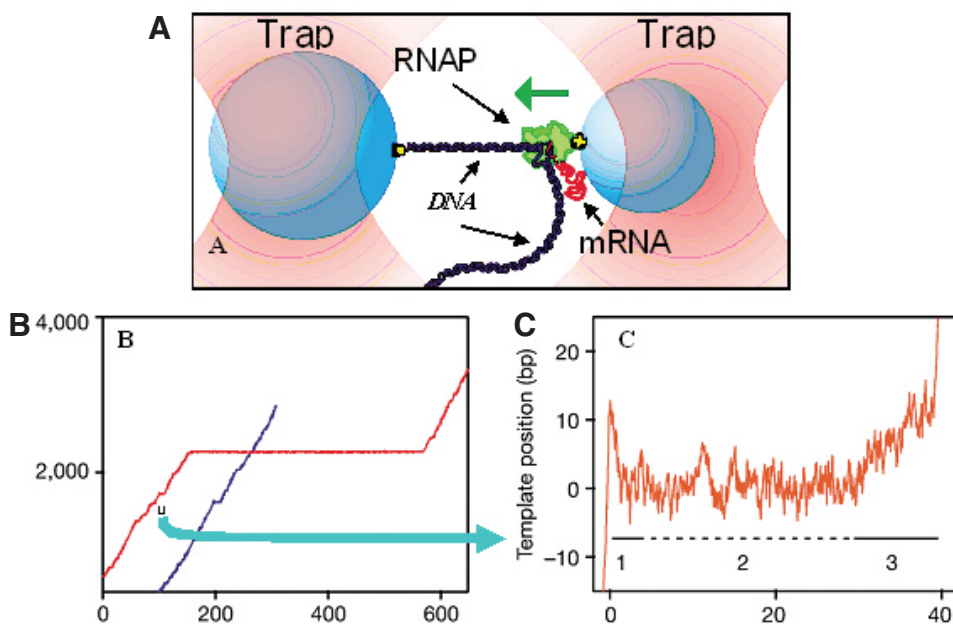 A
Trap
Trap
RNAP
DNA
mRNA
A
B
B
4,000
2,000
0
200
400
600
C
C
Template position (bp)
20
10
0
−10
1
2
3
0
20
40